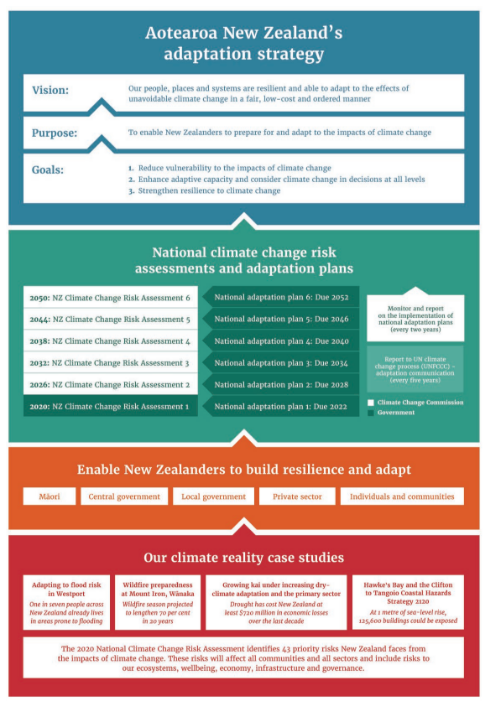 Aotearoa New Zealand’s
adaptation strategy
Vision:
Our people, places and systems are resilient and able to adapt to the effects of
unavoidable climate change in a fair, low-cost and ordered manner
Purpose:
To enable New Zealanders to prepare for and adapt to the impacts of climate change
Goals:
1. Reduce vulnerability to the impacts of climate change
2. Enhance adaptive capacity and consider climate change in decisions at all levels
3. Strengthen resilience to climate change
National climate change risk
assessments and adaptation plans
2050: NZ Climate Change Risk Assessment 6
National adaptation plan 6: Due 2052
2044: NZ Climate Change Risk Assessment 5
National adaptation plan 5: Due 2046
2038: NZ Climate Change Risk Assessment 4
National adaptation plan 4: Due 2040
2032: NZ Climate Change Risk Assessment 3
National adaptation plan 3: Due 2034
2026: NZ Climate Change Risk Assessment 2
National adaptation plan 2: Due 2028
2020: NZ Climate Change Risk Assessment 1
National adaptation plan 1: Due 2022
Monitor and report
on the implementation of
national adaptation plans
(every two years)
Report to UN climate
change process (UNFCCC) –
adaptation communication
(every five years)
Climate Change Commission
Government
Enable New Zealanders to build resilience and adapt
Māori
Central government
Local government
Private sector
Individuals and communities
Our climate reality case studies
Adapting to flood risk
in Westport
One in seven people across
New Zealand already lives
in areas prone to flooding
Wildfire preparedness
at Mount Iron, Wānaka
Wildfire season projected
to lengthen 70 per cent
in 20 years
Growing kai under increasing dry-
climate adaptation and the primary sector
Drought has cost New Zealand at
least $720 million in economic losses
over the last decade
Hawke’s Bay and the Clifton
to Tangoio Coastal Hazards
Strategy 2120
At 1 metre of sea-level rise,
125,600 buildings could be exposed
The 2020 National Climate Change Risk Assessment identifies 43 priority risks New Zealand faces from
the impacts of climate change. These risks will affect all communities and all sectors and include risks to
our ecosystems, wellbeing, economy, infrastructure and governance.